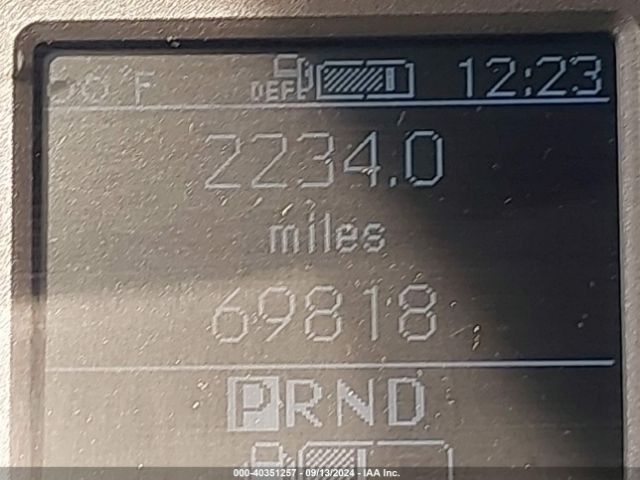 °F DEF 12:23
2234.0
miles
69818
PRND
000-40351257 - 09/13/2024 - IAA Inc.